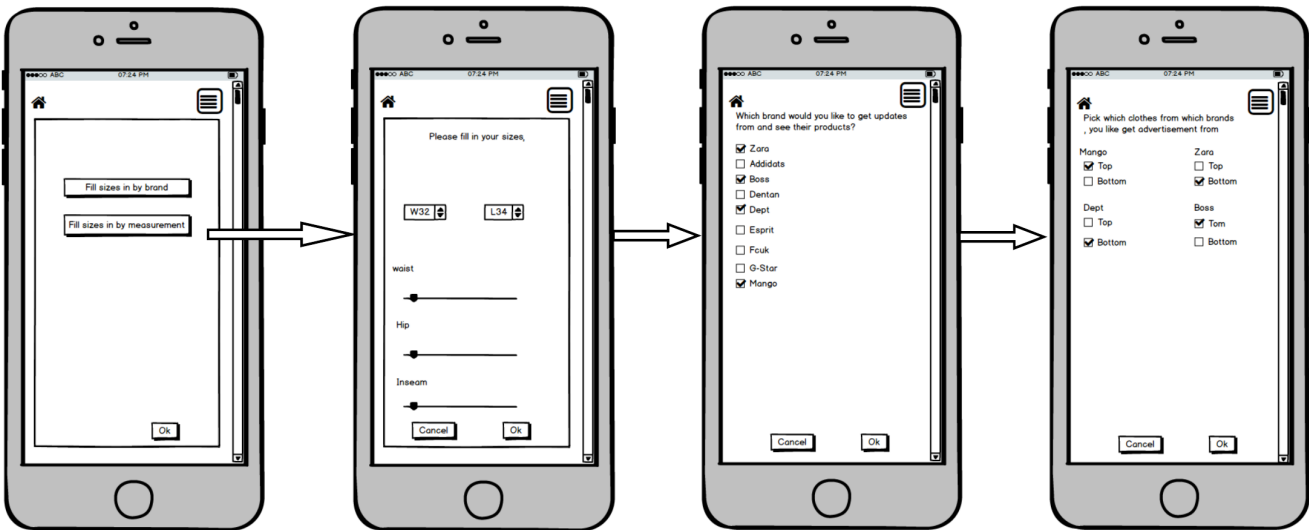 ABC 07:24 PM
Fill sizes in by brand
Fill sizes in by measurement
Ok
ABC 07:24 PM
Please fill in your sizes,
W32 L34
waist
Hip
Inseam
Cancel Ok
ABC 07:24 PM
Which brand would you like to get updates
from and see their products?
Zara
Addidats
Boss
Dentan
Dept
Esprit
Fcuk
G-Star
Mango
Cancel Ok
ABC 07:24 PM
Pick which clothes from which brands
, you like get advertisement from
Mango Zara
Top Top
Bottom Bottom
Dept Boss
Top Tom
Bottom Bottom
Cancel Ok